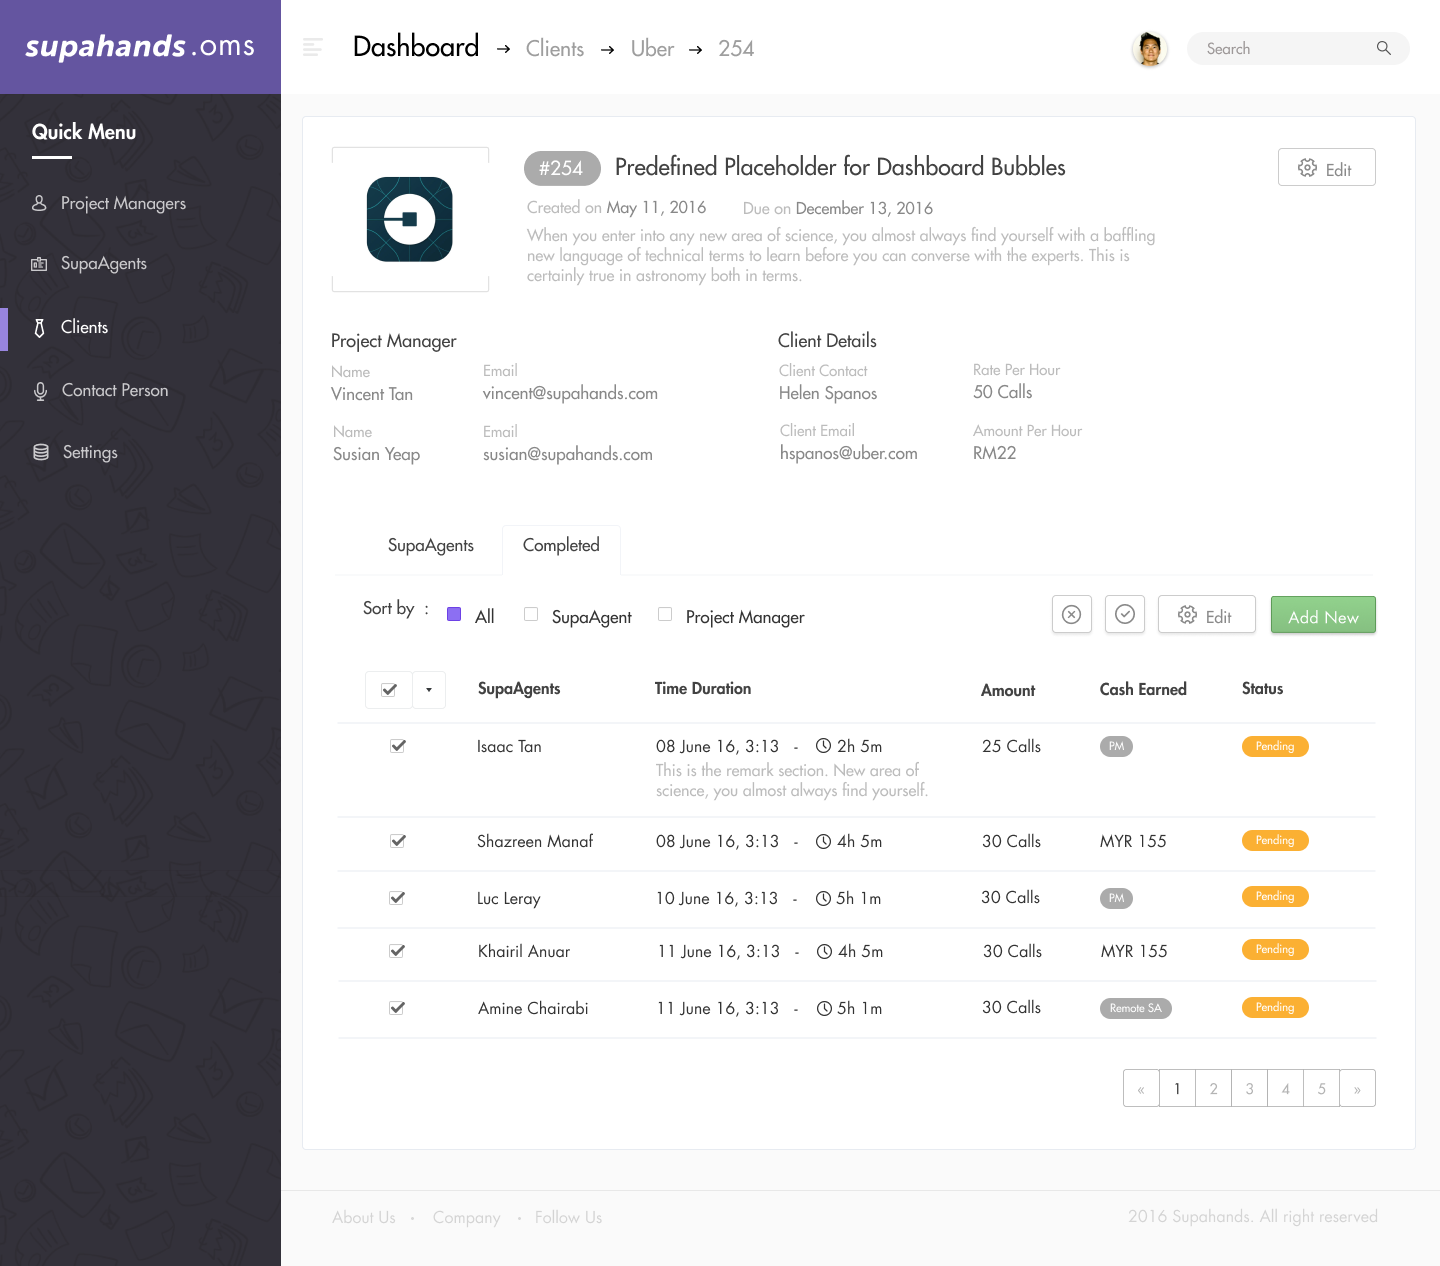 supahands.oms
Dashboard → Clients → Uber → 254
Search
Quick Menu
Project Managers
SupaAgents
Clients
Contact Person
Settings
#254 Predefined Placeholder for Dashboard Bubbles
Edit
Created on May 11, 2016 Due on December 13, 2016
When you enter into any new area of science, you almost always find yourself with a baffling
new language of technical terms to learn before you can converse with the experts. This is
certainly true in astronomy both in terms.
Project Manager
Name Email
Vincent Tan vincent@supahands.com
Name Email
Susian Yeap susian@supahands.com
Client Details
Client Contact Rate Per Hour
Helen Spanos 50 Calls
Client Email Amount Per Hour
hspanos@uber.com RM22
SupaAgents Completed
Sort by : All SupaAgent Project Manager
Edit Add New
SupaAgents Time Duration Amount Cash Earned Status
Isaac Tan 08 June 16, 3:13 - 2h 5m 25 Calls PM Pending
This is the remark section. New area of
science, you almost always find yourself.
Shazreen Manaf 08 June 16, 3:13 - 4h 5m 30 Calls MYR 155 Pending
Luc Leray 10 June 16, 3:13 - 5h 1m 30 Calls PM Pending
Khairil Anuar 11 June 16, 3:13 - 4h 5m 30 Calls MYR 155 Pending
Amine Chairabi 11 June 16, 3:13 - 5h 1m 30 Calls Remote SA Pending
« 1 2 3 4 5 »
About Us • Company • Follow Us
2016 Supahands. All right reserved